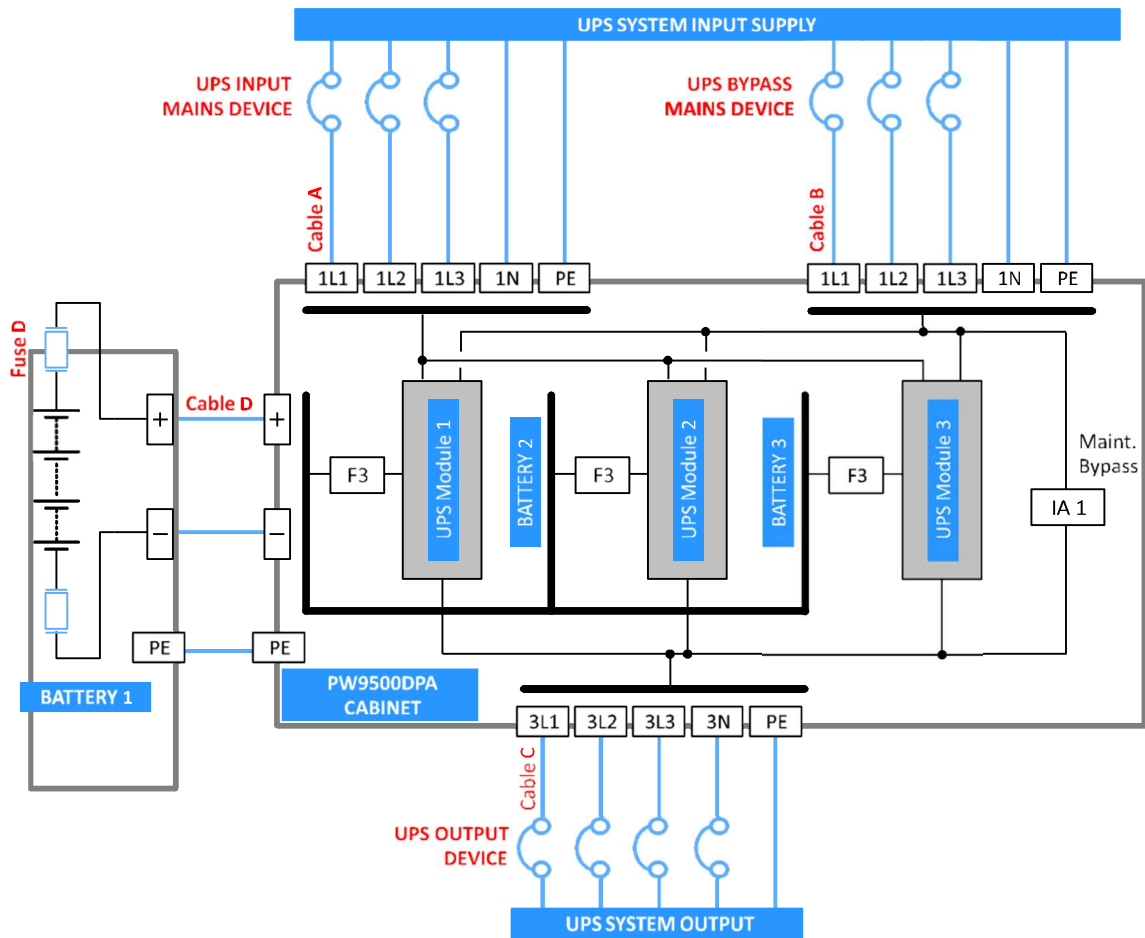 UPS SYSTEM INPUT SUPPLY
UPS INPUT
MAINS DEVICE
UPS BYPASS
MAINS DEVICE
Cable A
Cable B
1L1
1L2
1L3
1N
PE
1L1
1L2
1L3
1N
PE
Fuse D
Cable D
+
+
UPS Module 1
BATTERY 2
UPS Module 2
BATTERY 3
UPS Module 3
Maint.
Bypass
F3
F3
F3
IA 1
−
−
PE
PE
BATTERY 1
PW9500DPA
CABINET
3L1
3L2
3L3
3N
PE
Cable C
UPS OUTPUT
DEVICE
UPS SYSTEM OUTPUT